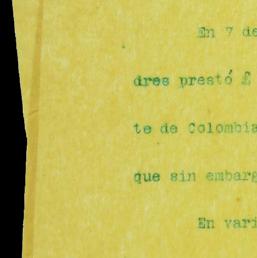 En 7 de
dres prestó £
te de Colombia
que sin embarg
En vari